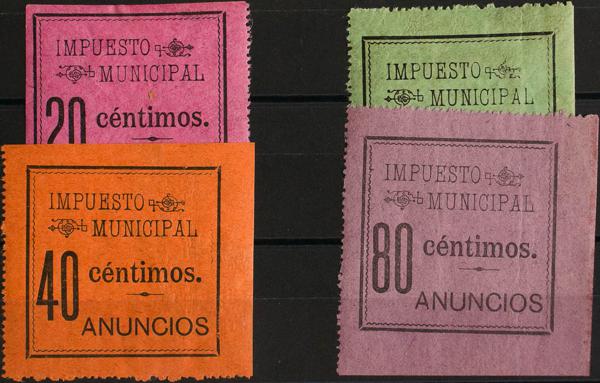 IMPUESTO
MUNICIPAL
20 céntimos.
IMPUESTO
MUNICIPAL
IMPUESTO
MUNICIPAL
40 céntimos.
ANUNCIOS
IMPUESTO
MUNICIPAL
80 céntimos.
ANUNCIOS